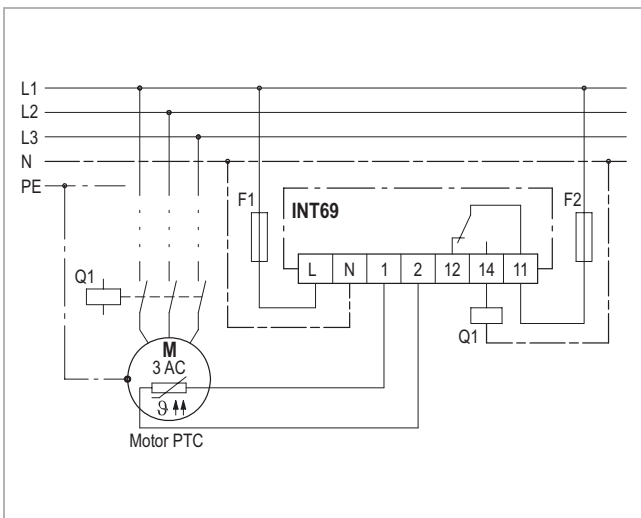 L1
L2
L3
N
PE
F1
INT69
F2
L N 1 2 12 14 11
Q1
Q1
M
3 AC
ϑ
Motor PTC